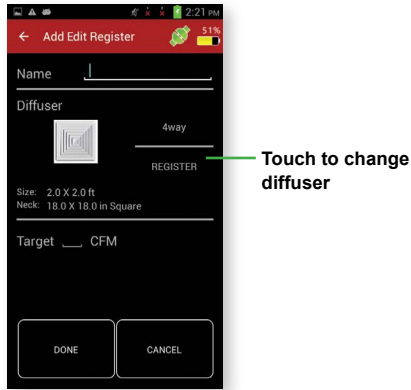 2:21 PM
← Add Edit Register
51%
Name
Diffuser
4way
REGISTER
Touch to change
diffuser
Size: 2.0 X 2.0 ft
Neck: 18.0 X 18.0 in Square
Target ___ CFM
DONE
CANCEL